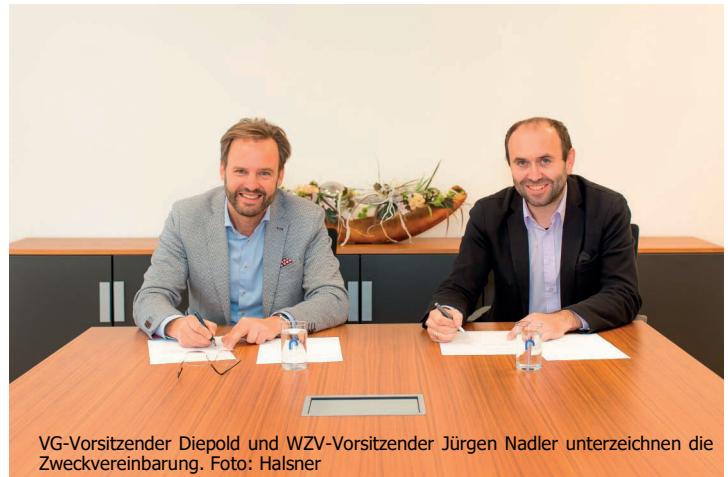 VG-Vorsitzender Diepold und WZV-Vorsitzender Jürgen Nadler unterzeichnen die
Zweckvereinbarung. Foto: Halsner